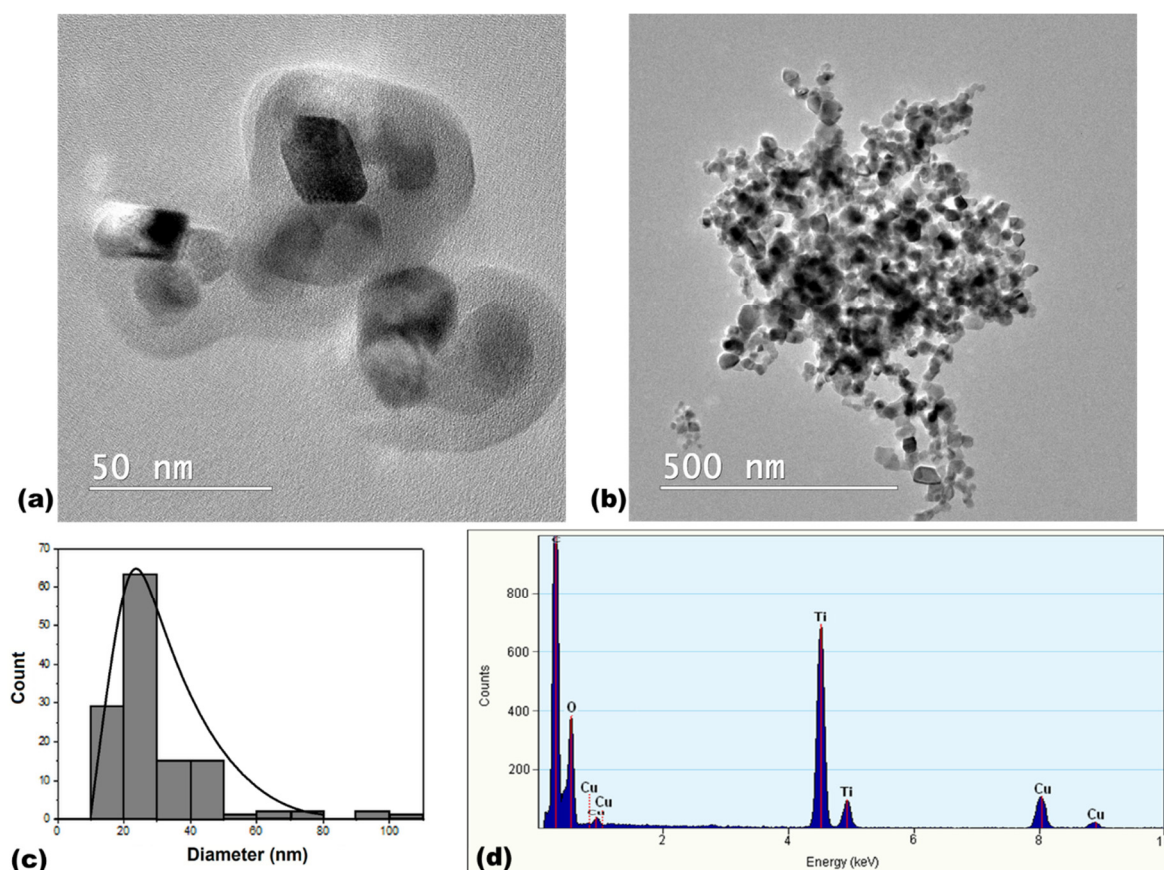 50 nm
(a)
500 nm
(b)
70
60
50
40
30
20
10
0
Count
0 20 40 60 80 100
Diameter (nm)
(c)
800
600
400
200
Counts
O
Cu
Cu
Ti
Ti
Cu
Cu
2 4 6 8
Energy (keV)
(d)